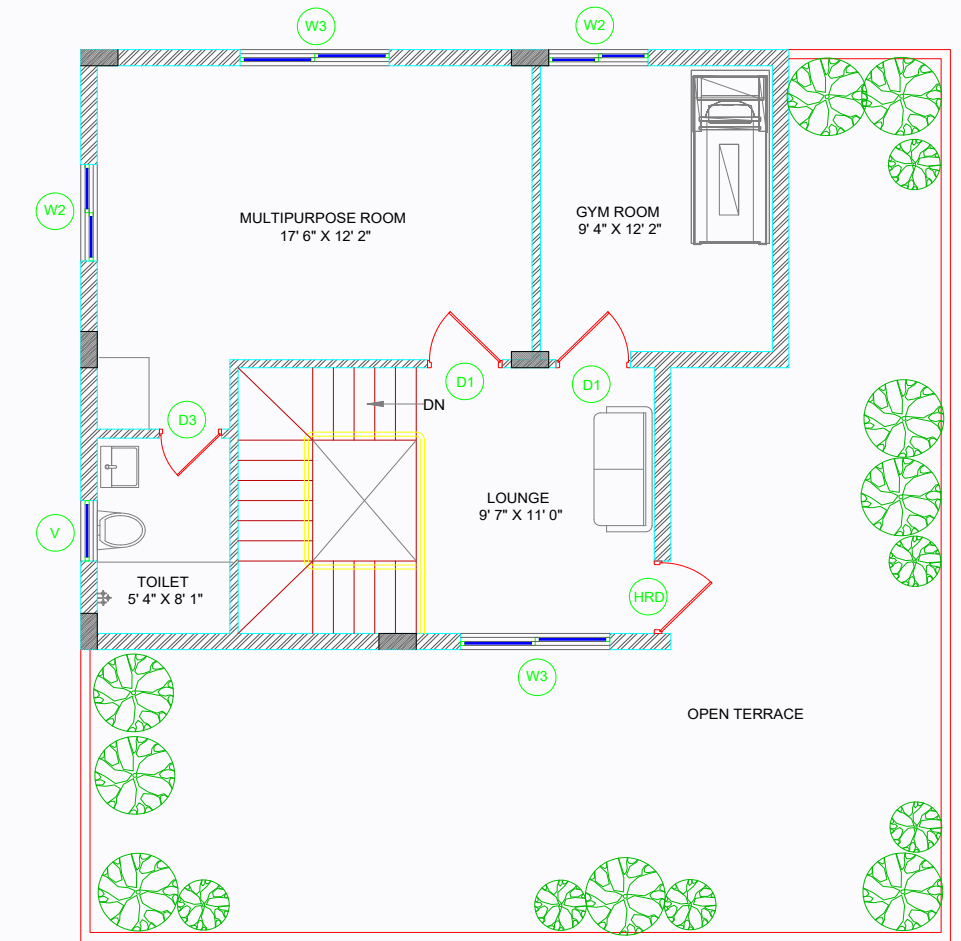 W3
W2
W2
MULTIPURPOSE ROOM
17' 6" X 12' 2"
GYM ROOM
9' 4" X 12' 2"
D1
D1
DN
D3
LOUNGE
9' 7" X 11' 0"
V
TOILET
5' 4" X 8' 1"
HRD
W3
OPEN TERRACE